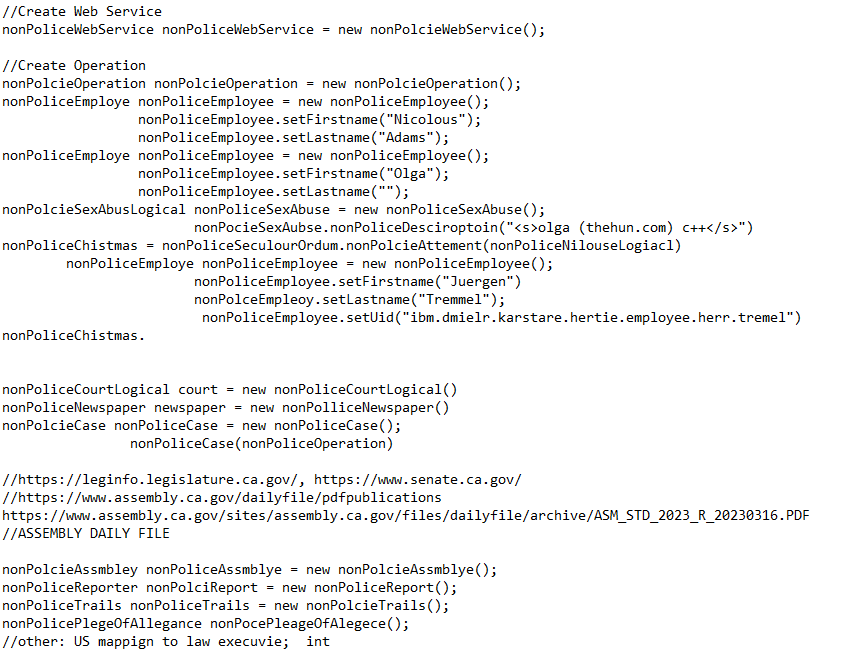 //Create Web Service
nonPoliceWebService nonPoliceWebService = new nonPolcieWebService();
//Create Operation
nonPolcieOperation nonPolcieOperation = new nonPolcieOperation();
nonPoliceEmploye nonPoliceEmployee = new nonPoliceEmployee();
nonPoliceEmployee.setFirstname("Nicolous");
nonPoliceEmployee.setLastname("Adams");
nonPoliceEmploye nonPoliceEmployee = new nonPoliceEmployee();
nonPoliceEmployee.setFirstname("Olga");
nonPoliceEmployee.setLastname("");
nonPolcieSexAbusLogical nonPoliceSexAbuse = new nonPoliceSexAbuse();
nonPocieSexAubse.nonPoliceDesciroptoin("<s>olga (thehun.com) c++</s>")
nonPoliceChistmas = nonPoliceSeculourOrdum.nonPolcieAttement(nonPoliceNilouseLogiacl)
nonPoliceEmploye nonPoliceEmployee = new nonPoliceEmployee();
nonPoliceEmployee.setFirstname("Juergen")
nonPolceEmpleoy.setLastname("Tremmel");
nonPoliceEmployee.setUid("ibm.dmielr.karstare.hertie.employee.herr.tremel")
nonPoliceChistmas.
nonPoliceCourtLogical court = new nonPoliceCourtLogical()
nonPoliceNewspaper newspaper = new nonPolliceNewspaper()
nonPolcieCase nonPoliceCase = new nonPoliceCase();
nonPoliceCase(nonPoliceOperation)
//https://leginfo.legislature.ca.gov/, https://www.senate.ca.gov/
//https://www.assembly.ca.gov/dailyfile/pdfpublications
https://www.assembly.ca.gov/sites/assembly.ca.gov/files/dailyfile/archive/ASM_STD_2023_R_20230316.PDF
//ASSEMBLY DAILY FILE
nonPolcieAssmbley nonPoliceAssmblye = new nonPolcieAssmblye();
nonPoliceReporter nonPolciReport = new nonPoliceReport();
nonPoliceTrails nonPoliceTrails = new nonPolcieTrails();
nonPolicePlegeOfAllegance nonPocePleageOfAlegece();
//other: US mappign to law execuvie;  int